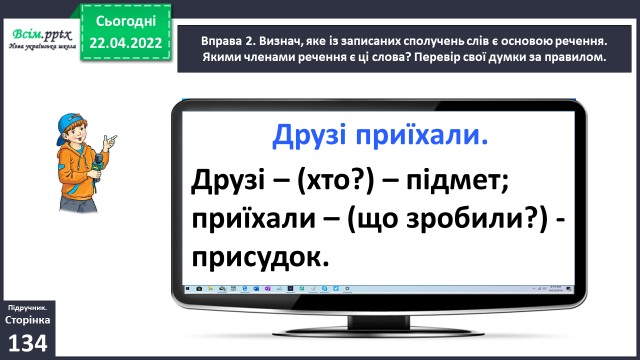 Всім.pptx
Нова українська школа
Сьогодні
22.04.2022
Вправа 2. Визнач, яке із записаних сполучень слів є основою речення.
Якими членами речення є ці слова? Перевір свої думки за правилом.
Друзі приїхали.
Друзі – (хто?) – підмет;
приїхали – (що зробили?) -
присудок.
Підручник.
Сторінка
134